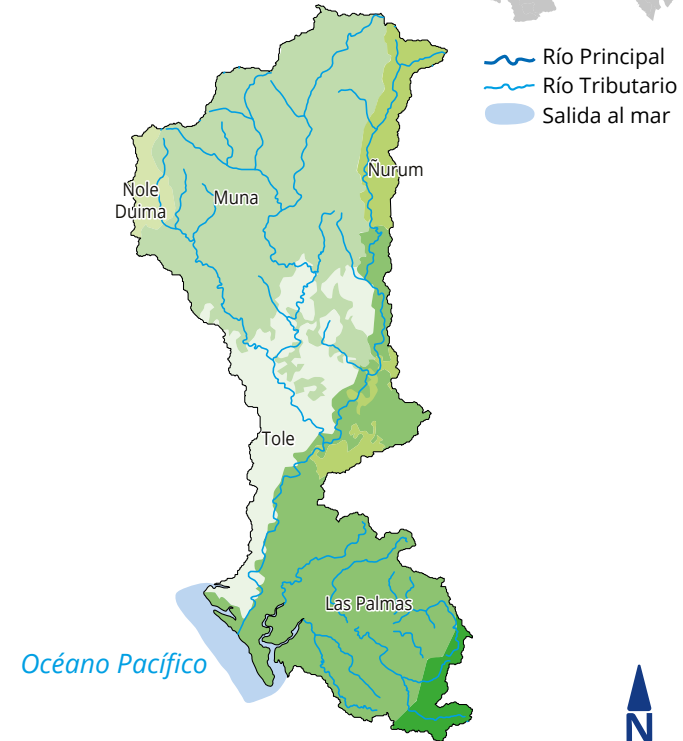 Río Principal
Río Tributario
Salida al mar
Ñurum
Nole
Duima
Muna
Tole
Las Palmas
Océano Pacífico
N